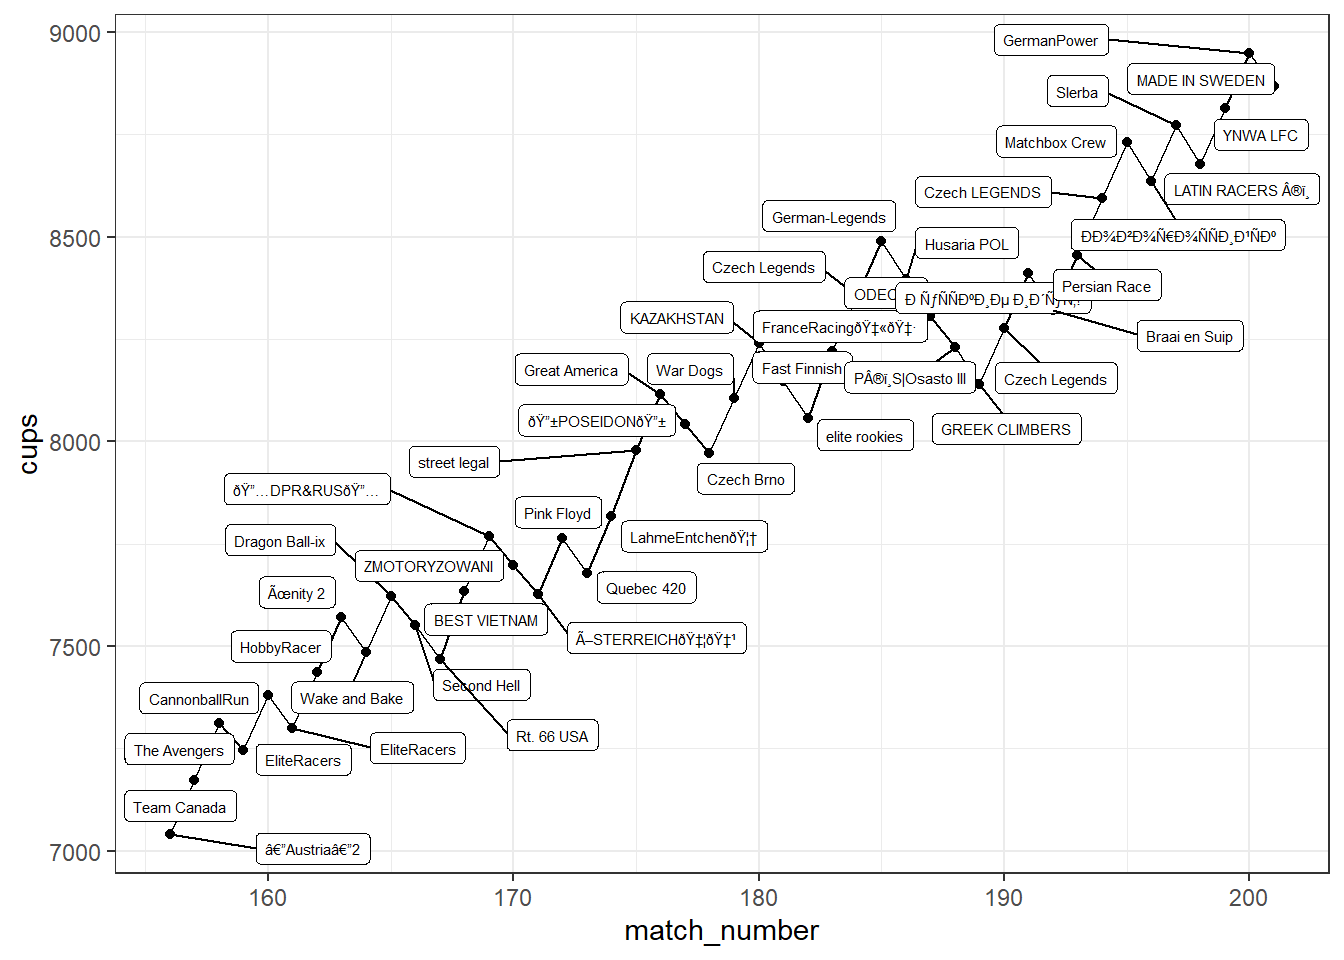 9000
8500
8000
7500
7000
cups
GermanPower
MADE IN SWEDEN
Slerba
YNWA LFC
Matchbox Crew
LATIN RACERS Â®ï¸
Czech LEGENDS
German-Legends
Husaria POL
Czech Legends
Persian Race
KAZAKHSTAN
FranceRacingðŸ‡«ðŸ‡·
Braai en Suip
Great America
War Dogs
Fast Finnish
Czech Legends
ðŸ”±POSEIDONðŸ”±
elite rookies
GREEK CLIMBERS
street legal
Czech Brno
ðŸ”…DPR&RUSðŸ”…
Pink Floyd
LahmeEntchenðŸ¦†
Dragon Ball-ix
ZMOTORYZOWANI
Quebec 420
Ãœnity 2
BEST VIETNAM
Ã–STERREICHðŸ‡¦ðŸ‡¹
HobbyRacer
Second Hell
CannonballRun
Wake and Bake
Rt. 66 USA
The Avengers
EliteRacers
EliteRacers
Team Canada
â€”Austriaâ€”2
160
170
180
190
200
match_number